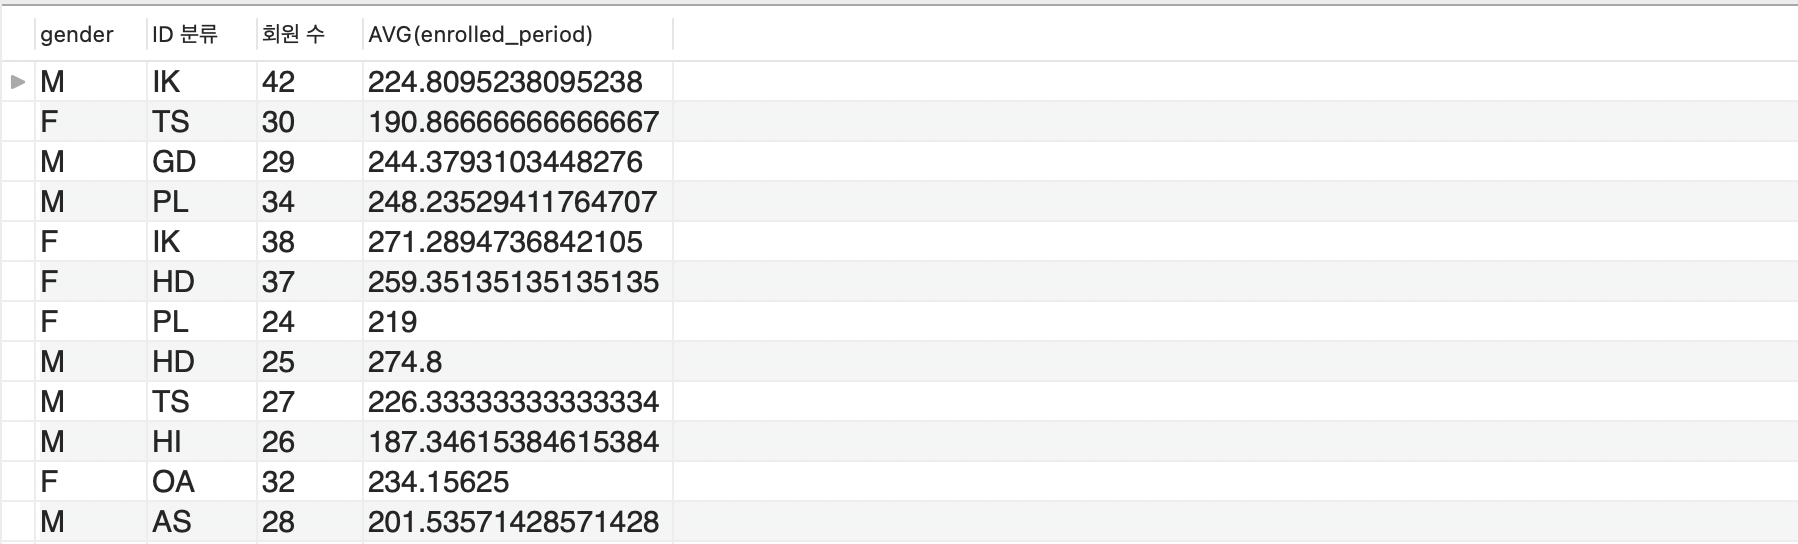 gender ID 분류 회원 수 AVG(enrolled_period)
M IK 42 224.8095238095238
F TS 30 190.86666666666667
M GD 29 244.3793103448276
M PL 34 248.23529411764707
F IK 38 271.2894736842105
F HD 37 259.35135135135135
F PL 24 219
M HD 25 274.8
M TS 27 226.33333333333334
M HI 26 187.34615384615384
F OA 32 234.15625
M AS 28 201.53571428571428